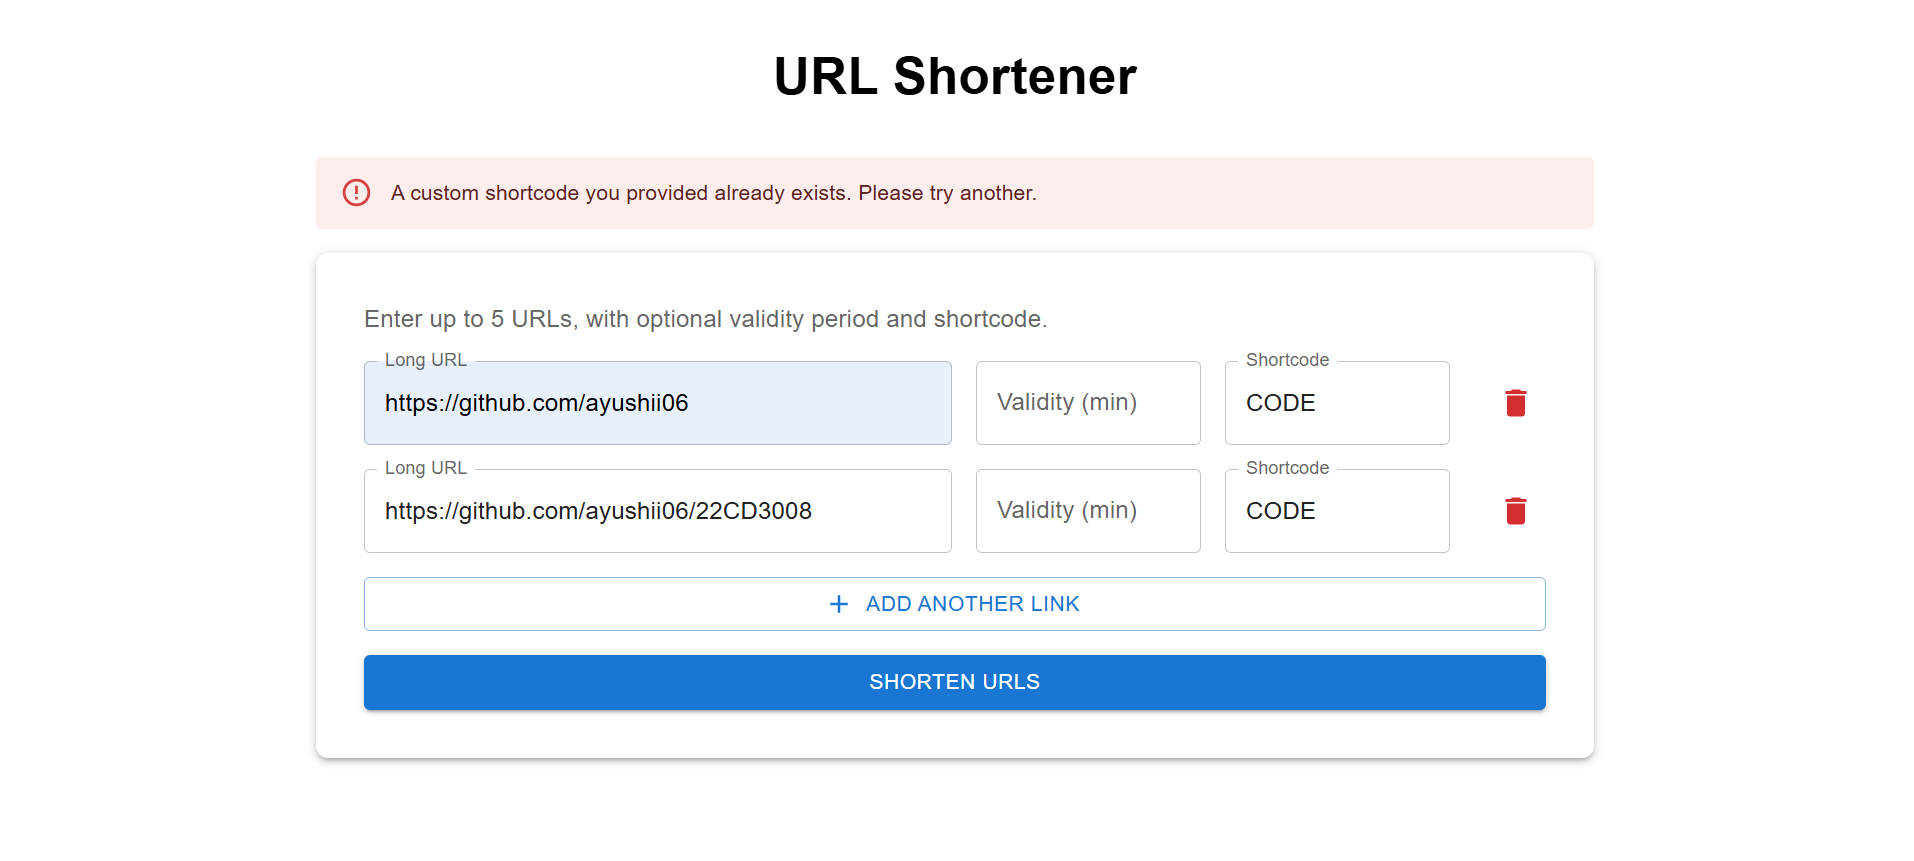 URL Shortener
A custom shortcode you provided already exists. Please try another.
Enter up to 5 URLs, with optional validity period and shortcode.
Long URL
https://github.com/ayushii06
Validity (min)
Shortcode
CODE
Long URL
https://github.com/ayushii06/22CD3008
Validity (min)
Shortcode
CODE
ADD ANOTHER LINK
SHORTEN URLS